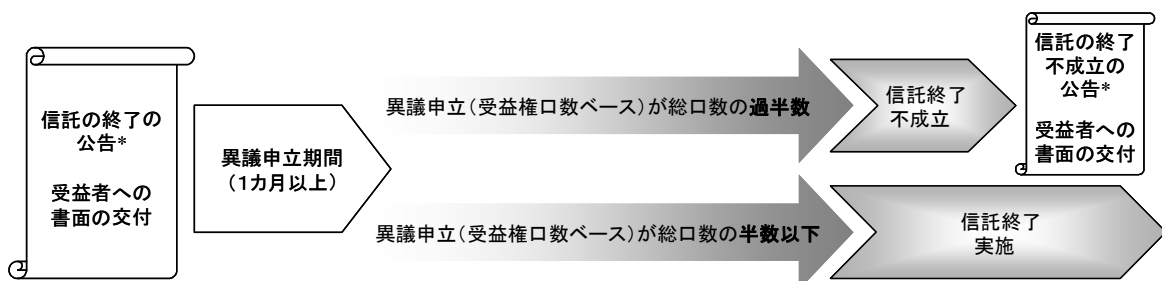 信託の終了の
公告*
受益者への
書面の交付
異議申立期間
(1カ月以上)
異議申立(受益権口数ベース)が総口数の過半数
信託終了
不成立
信託の終了
不成立の
公告*
受益者への
書面の交付
異議申立(受益権口数ベース)が総口数の半数以下
信託終了
実施